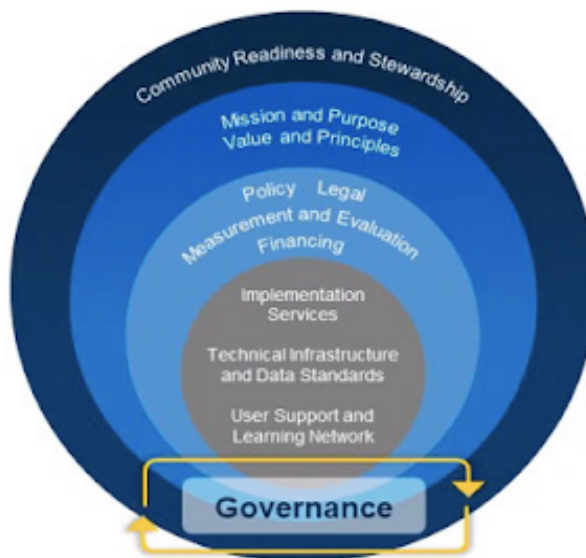 Community Readiness and Stewardship
Mission and Purpose
Value and Principles
Policy Legal
Measurement and Evaluation
Financing
Implementation
Services
Technical Infrastructure
and Data Standards
User Support and
Learning Network
Governance